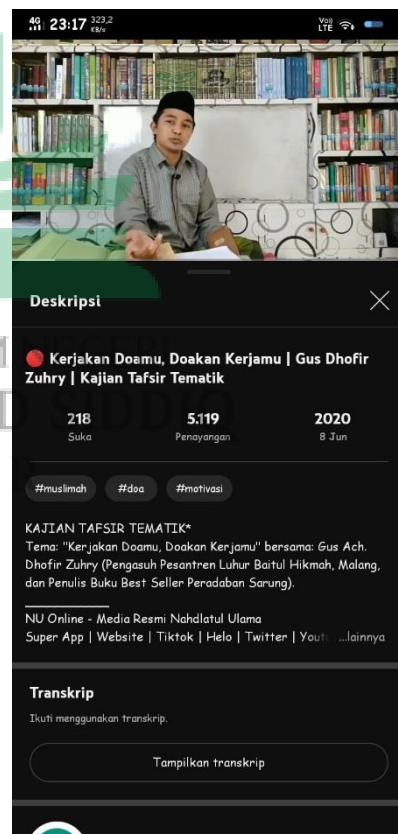 4G 23:17 323,2 KB/s Voi) LTE
Deskripsi
🔴 Kerjakan Doamu, Doakan Kerjamu | Gus Dhofir
Zuhry | Kajian Tafsir Tematik
218 5.119 2020
Suka Penayangan 8 Jun
#muslimah #doa #motivasi
KAJIAN TAFSIR TEMATIK*
Tema: "Kerjakan Doamu, Doakan Kerjamu" bersama: Gus Ach.
Dhofir Zuhry (Pengasuh Pesantren Luhur Baitul Hikmah, Malang,
dan Penulis Buku Best Seller Peradaban Sarung).
NU Online - Media Resmi Nahdlatul Ulama
Super App | Website | Tiktok | Helo | Twitter | Yout ...lainnya
Transkrip
Ikuti menggunakan transkrip.
Tampilkan transkrip